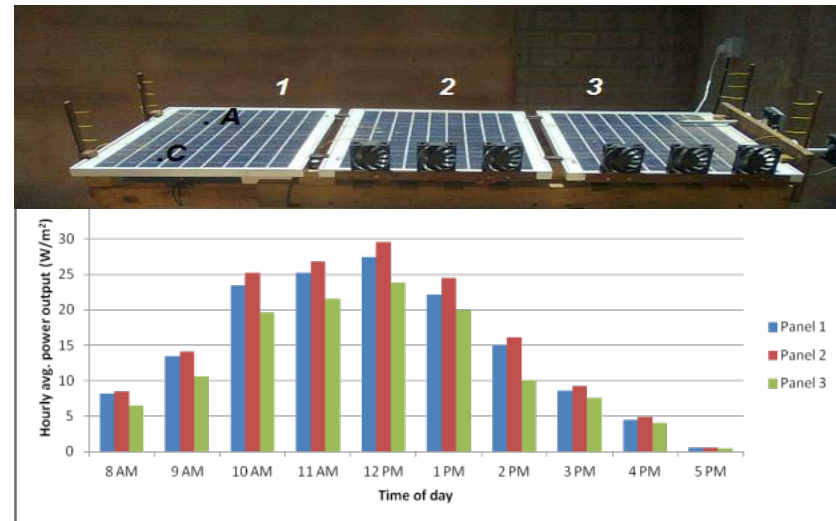 1 2 3
A
C
Hourly avg. power output (W/m²)
30
25
20
15
10
5
0
8 AM 9 AM 10 AM 11 AM 12 PM 1 PM 2 PM 3 PM 4 PM 5 PM
Time of day
Panel 1
Panel 2
Panel 3